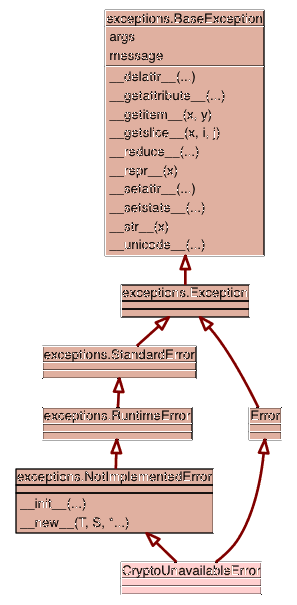 exceptions.BaseException
args
message
__delattr__(...)
__getattribute__(...)
__getitem__(x, y)
__getslice__(x, i, j)
__reduce__(...)
__repr__(x)
__setattr__(...)
__setstate__(...)
__str__(x)
__unicode__(...)
exceptions.Exception
exceptions.StandardError
exceptions.RuntimeError
Error
exceptions.NotImplementedError
__init__(...)
__new__(T, S, *...)
CryptoUnavailableError